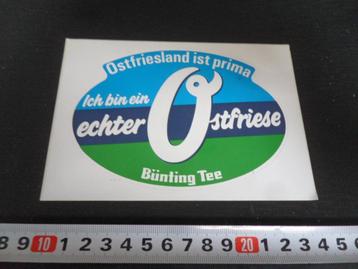 Ostfriesland ist prima
Ich bin ein
echter Ostfriese
Bünting Tee
8 9 10 1 2 3 4 5 6 7 8 9 20 1 2 3 4